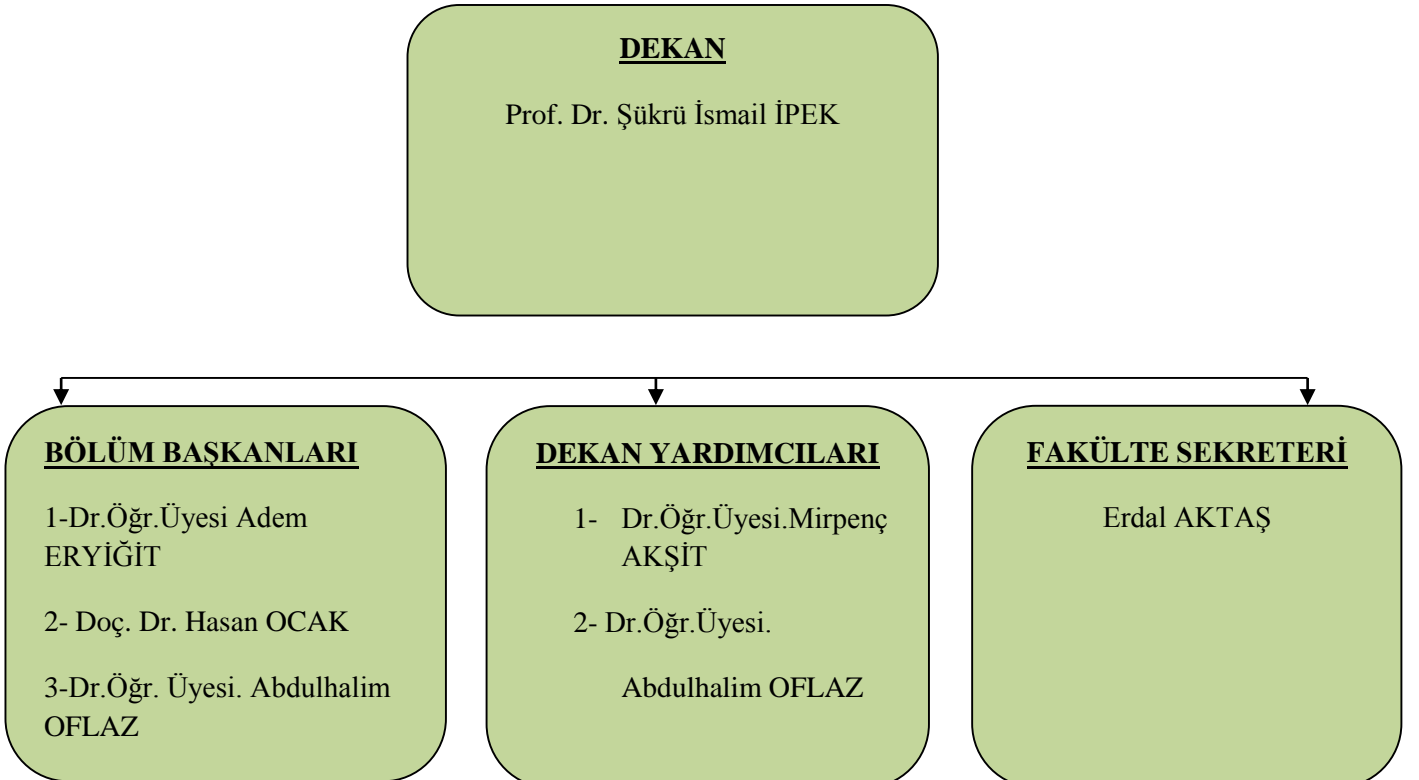 DEKAN
Prof. Dr. Şükrü İsmail İPEK
BÖLÜM BAŞKANLARI
1-Dr.Öğr.Üyesi Adem
ERYİĞİT
2- Doç. Dr. Hasan OCAK
3-Dr.Öğr. Üyesi. Abdulhalim
OFLAZ
DEKAN YARDIMCILARI
1- Dr.Öğr.Üyesi.Mirpenç
AKŞİT
2- Dr.Öğr.Üyesi.
Abdulhalim OFLAZ
FAKÜLTE SEKRETERİ
Erdal AKTAŞ